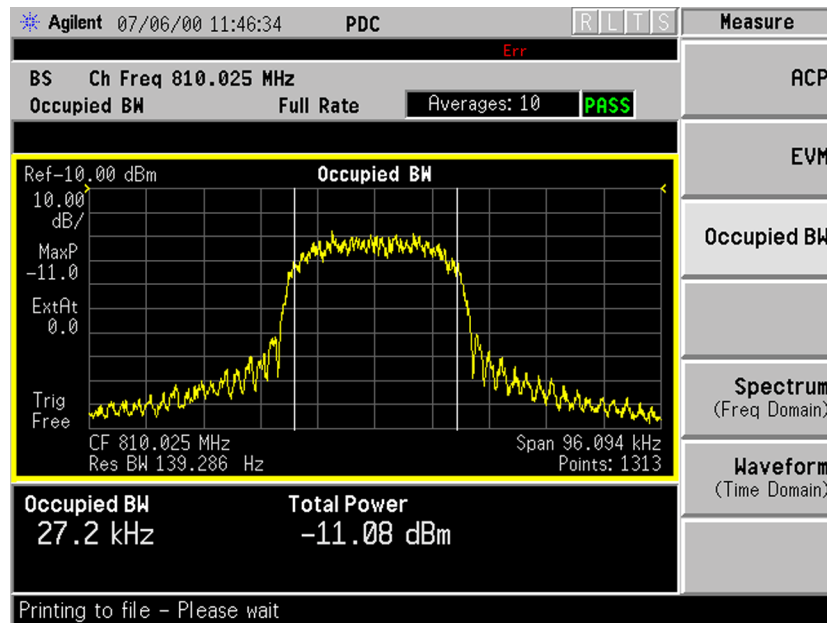 Agilent 07/06/00 11:46:34 PDC R L T S Measure
Err
BS Ch Freq 810.025 MHz
Occupied BW Full Rate Averages: 10 PASS
ACP
EVM
Occupied BW
Spectrum
(Freq Domain)
Waveform
(Time Domain)
Ref-10.00 dBm Occupied BW
10.00
dB/
MaxP
-11.0
ExtAt
0.0
Trig
Free
CF 810.025 MHz Span 96.094 kHz
Res BW 139.286 Hz Points: 1313
Occupied BW Total Power
27.2 kHz -11.08 dBm
Printing to file - Please wait